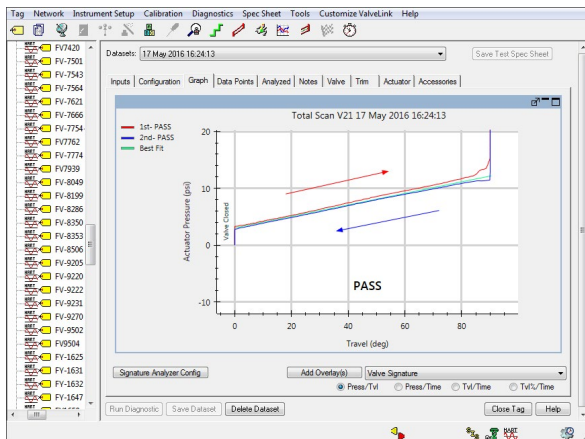 Tag Network Instrument Setup Calibration Diagnostics Spec Sheet Tools Customize ValveLink Help
FV7420
FV-7501
FV-7543
FV-7564
FV-7621
FV-7666
FV-7754
FV7762
FV-7774
FV7939
FV-8049
FV-8199
FV-8286
FV-8350
FV-8353
FV-8506
FV-9205
FV-9220
FV-9222
FV-9231
FV-9270
FV-9502
FV9504
FV-1625
FV-1631
FV-1632
FV-1647
Datasets: 17 May 2016 16:24:13
Save Test Spec Sheet
Inputs Configuration Graph Data Points Analyzed Notes Valve Trim Actuator Accessories
Total Scan V21 17 May 2016 16:24:13
1st- PASS
2nd- PASS
Best Fit
20
10
0
-10
Actuator Pressure (psi)
Valve Closed
PASS
0 20 40 60 80
Travel (deg)
Signature Analyzer Config
Add Overlay(s)
Valve Signature
Press/Tvl Press/Time Tvl/Time Tvl%/Time
Run Diagnostic Save Dataset Delete Dataset
Close Tag Help